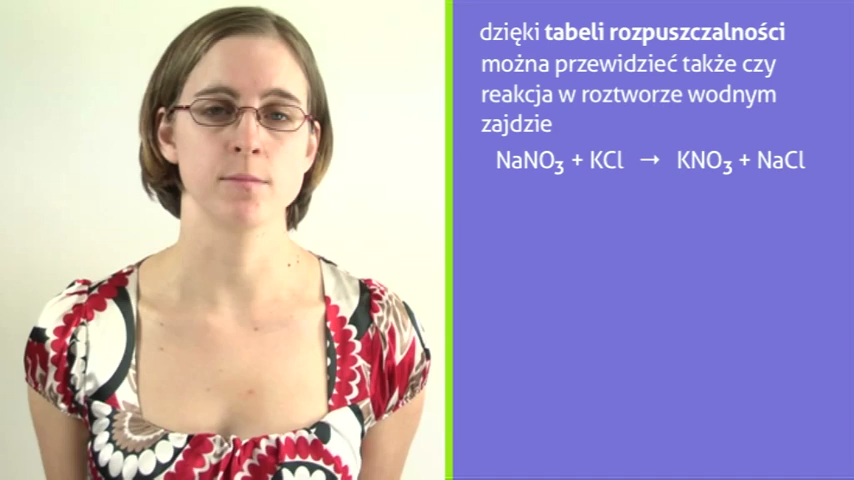 dzięki tabeli rozpuszczalności
można przewidzieć także czy
reakcja w roztworze wodnym
zajdzie
NaNO₃ + KCl → KNO₃ + NaCl